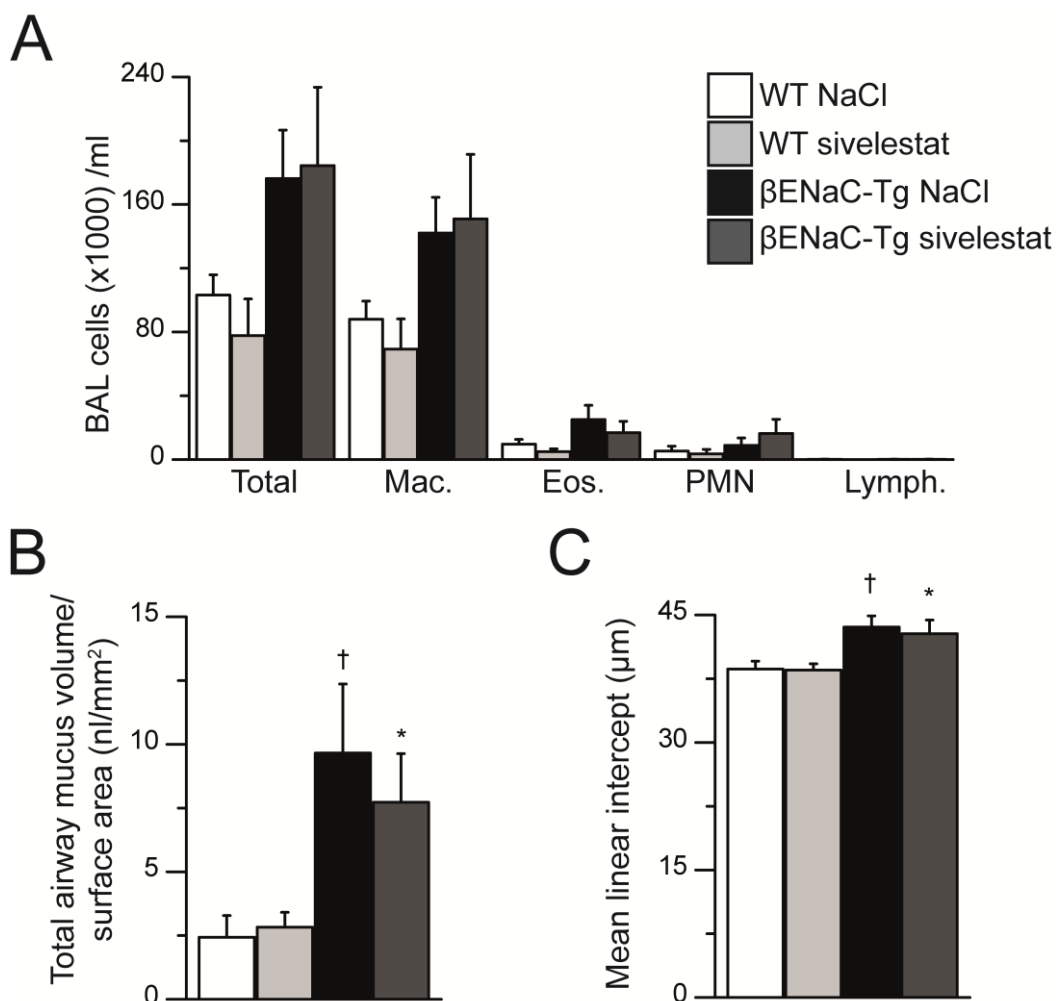 A
BAL cells (x1000) /ml
240
160
80
0
Total Mac. Eos. PMN Lymph.
WT NaCl
WT sivelestat
βENaC-Tg NaCl
βENaC-Tg sivelestat
B
Total airway mucus volume/
surface area (nl/mm²)
15
10
5
0
†
*
C
Mean linear intercept (µm)
45
30
15
0
†
*